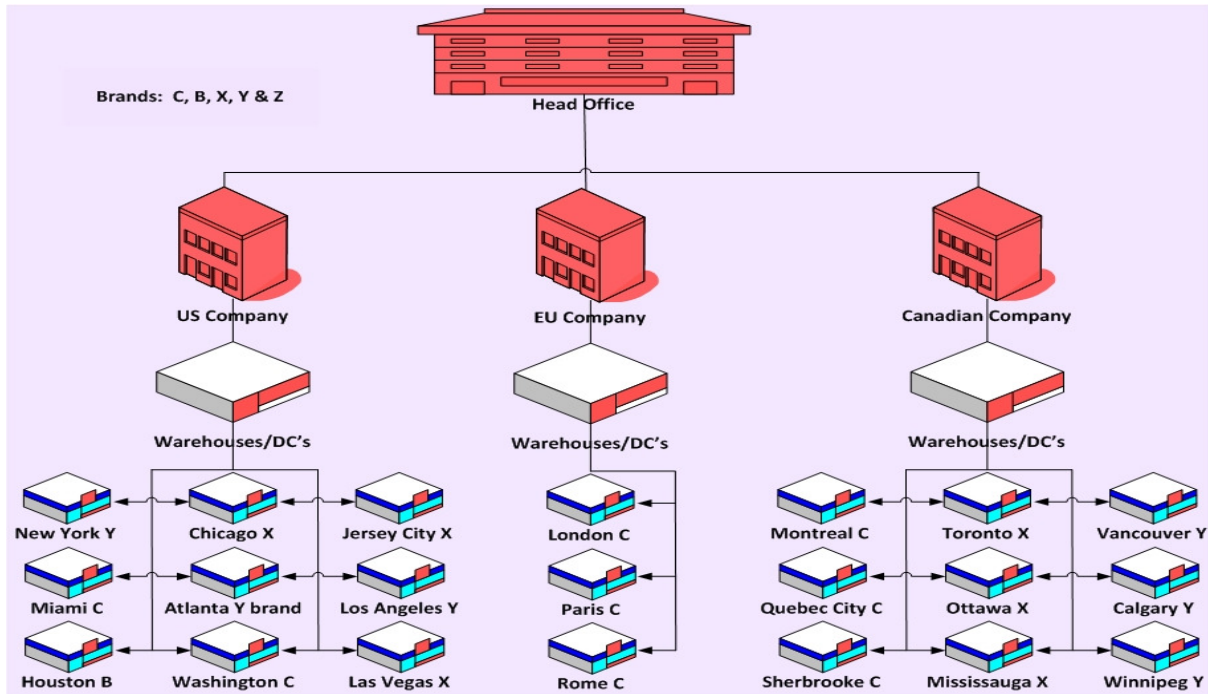 Brands:  C, B, X, Y & Z
Head Office
US Company
EU Company
Canadian Company
Warehouses/DC’s
Warehouses/DC’s
Warehouses/DC’s
New York Y
Chicago X
Jersey City X
London C
Montreal C
Toronto X
Vancouver Y
Miami C
Atlanta Y brand
Los Angeles Y
Paris C
Quebec City C
Ottawa X
Calgary Y
Houston B
Washington C
Las Vegas X
Rome C
Sherbrooke C
Mississauga X
Winnipeg Y